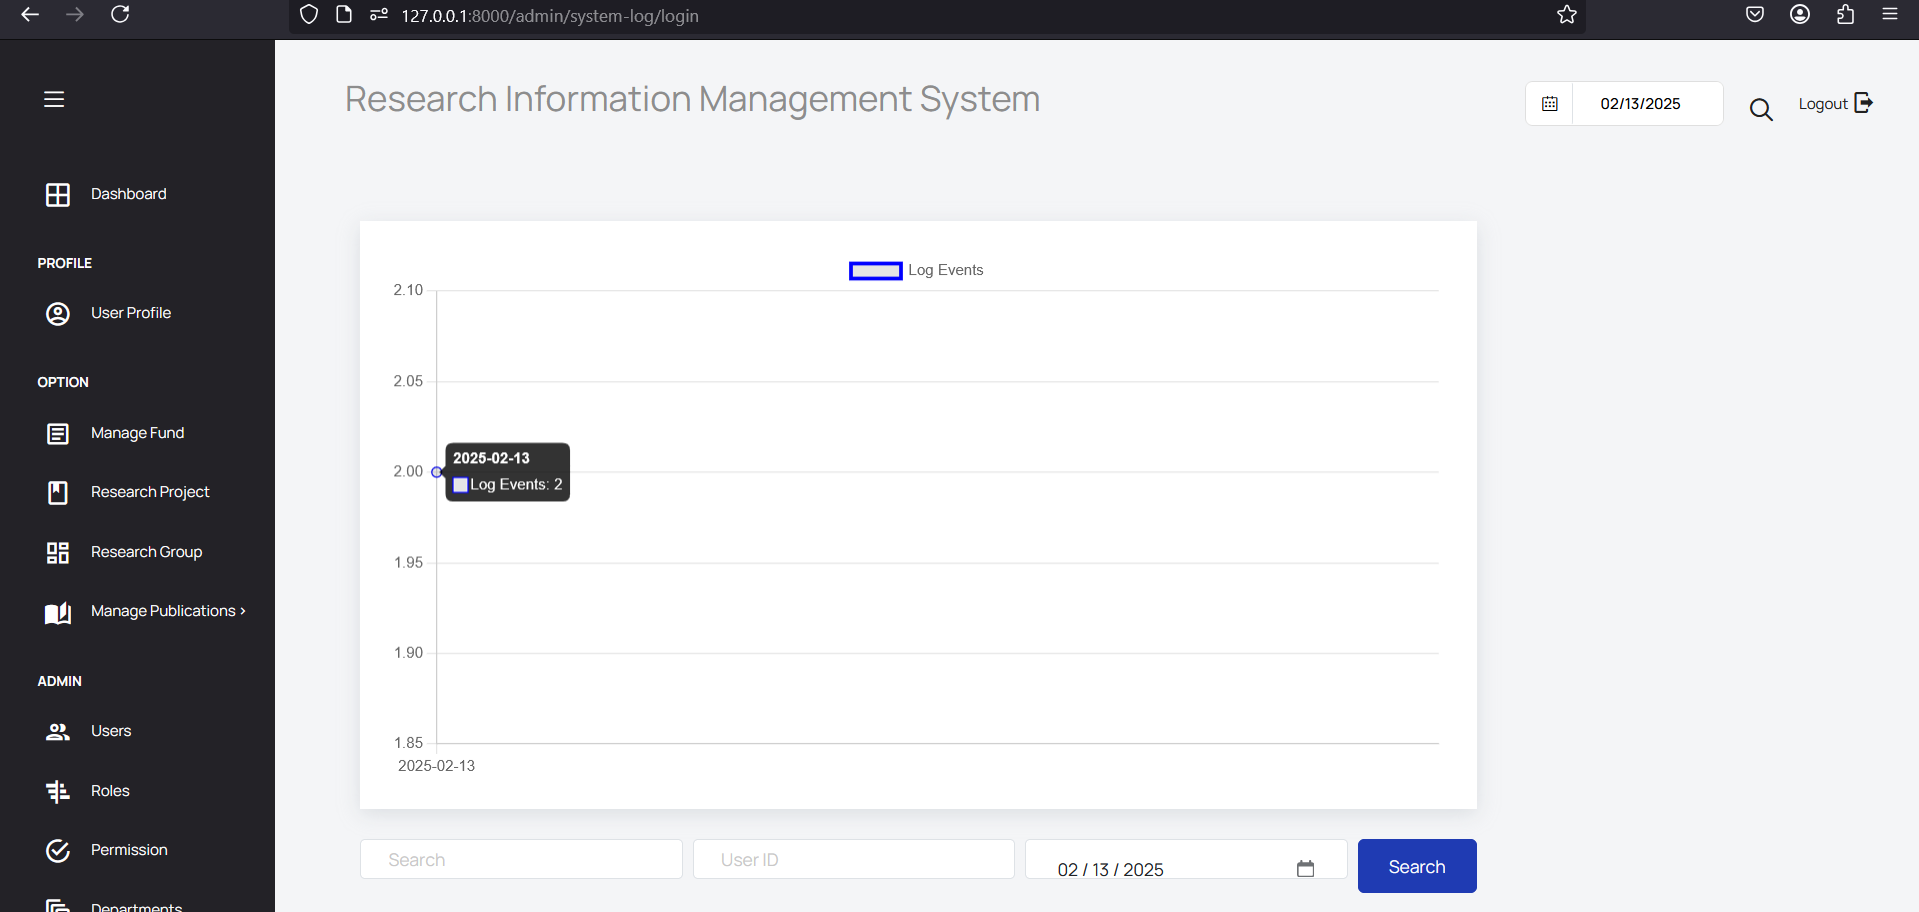 127.0.0.1:8000/admin/system-log/login
Research Information Management System
02/13/2025
Logout
Dashboard
PROFILE
User Profile
OPTION
Manage Fund
Research Project
Research Group
Manage Publications >
ADMIN
Users
Roles
Permission
Departments
Log Events
2.10
2.05
2.00
2025-02-13
Log Events: 2
1.95
1.90
1.85
2025-02-13
Search
User ID
02 / 13 / 2025
Search